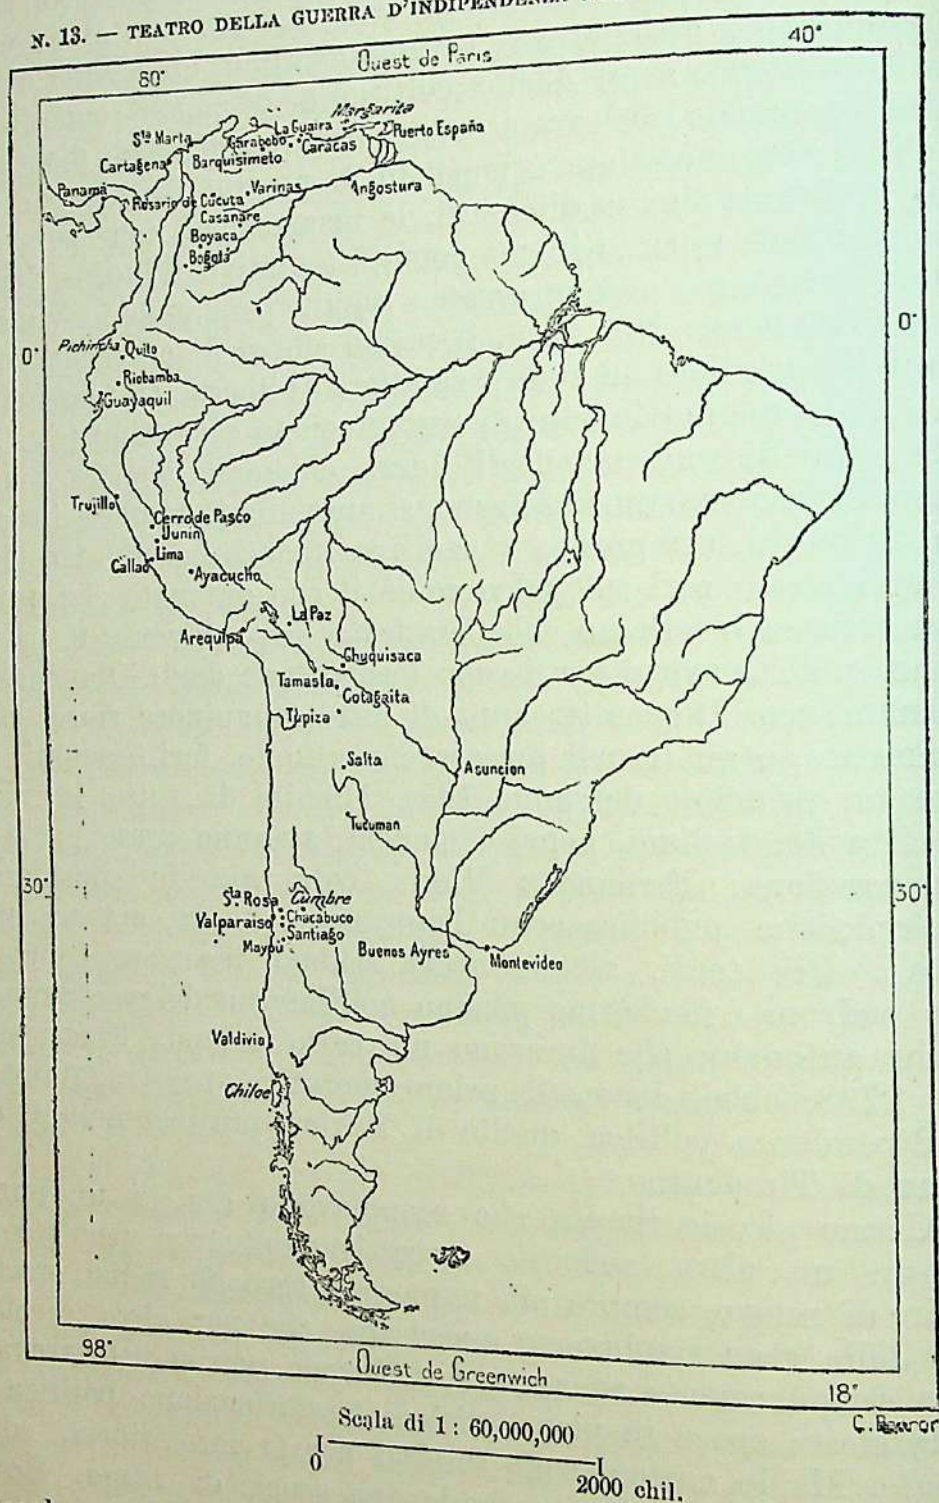 N. 13. — TEATRO DELLA GUERRA D'INDIPENDENZA
Ouest de Paris
80°
40°
Margarita
Sta Marta
La Guaira
Puerto España
Carabobo
Caracas
Cartagena
Barquisimeto
Panamá
Varinas
Angostura
Rosario de Cúcuta
Casanare
Boyaca
Bogotá
0°
0°
Pichincha
Quito
Riobamba
Guayaquil
Trujillo
Cerro de Pasco
Junin
Lima
Callao
Ayacucho
La Paz
Arequipa
Chuquisaca
Tamasla
Cotagaita
Tupiza
Salta
Asuncion
Tucuman
30°
30°
Sta Rosa
Cumbre
Valparaiso
Chacabuco
Santiago
Maypú
Buenos Ayres
Montevideo
Valdivia
Chiloe
98°
Ouest de Greenwich
18°
Scala di 1 : 60,000,000
0
2000 chil.